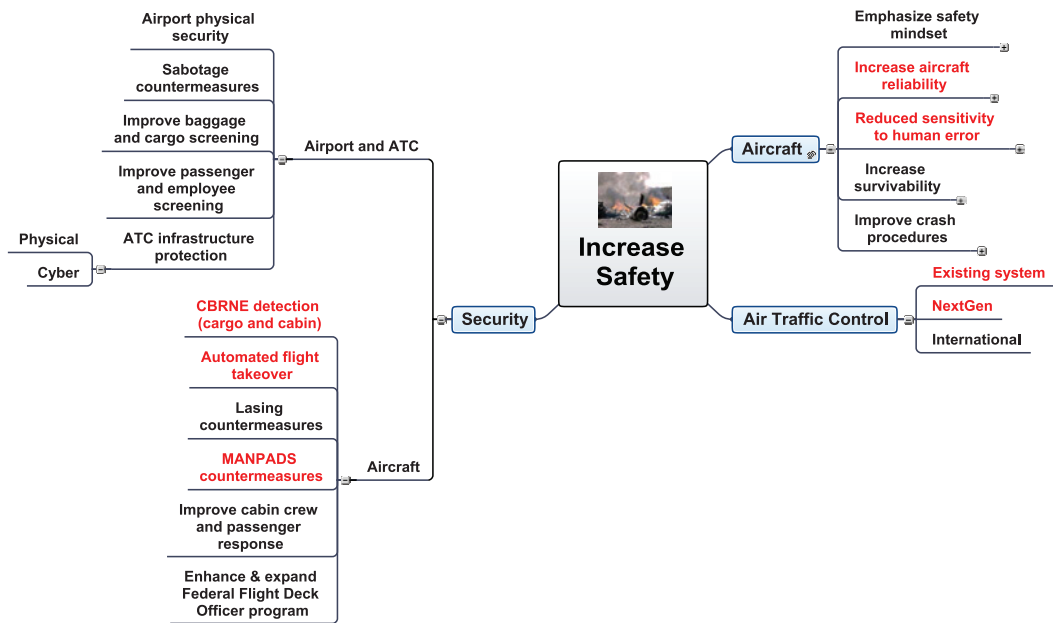 Increase
Safety
Aircraft
Emphasize safety
mindset
Increase aircraft
reliability
Reduced sensitivity
to human error
Increase
survivability
Improve crash
procedures
Air Traffic Control
Existing system
NextGen
International
Security
Airport and ATC
Airport physical
security
Sabotage
countermeasures
Improve baggage
and cargo screening
Improve passenger
and employee
screening
ATC infrastructure
protection
Physical
Cyber
Aircraft
CBRNE detection
(cargo and cabin)
Automated flight
takeover
Lasing
countermeasures
MANPADS
countermeasures
Improve cabin crew
and passenger
response
Enhance & expand
Federal Flight Deck
Officer program